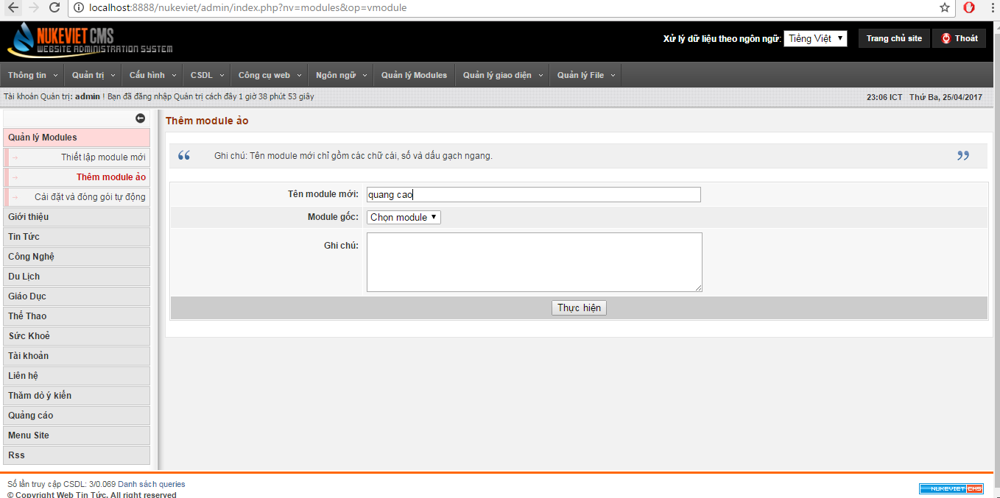 localhost:8888/nukeviet/admin/index.php?nv=modules&op=vmodule
NUKEVIET CMS
WEBSITE ADMINISTRATION SYSTEM
Xử lý dữ liệu theo ngôn ngữ: Tiếng Việt Trang chủ site Thoát
Thông tin Quản trị Cấu hình CSDL Công cụ web Ngôn ngữ Quản lý Modules Quản lý giao diện Quản lý File
Tài khoản Quản trị: admin ! Bạn đã đăng nhập Quản trị cách đây 1 giờ 38 phút 53 giây
23:06 ICT Thứ Ba, 25/04/2017
Quản lý Modules
Thiết lập module mới
Thêm module ảo
Cài đặt và đóng gói tự động
Giới thiệu
Tin Tức
Công Nghệ
Du Lịch
Giáo Dục
Thể Thao
Sức Khoẻ
Tài khoản
Liên hệ
Thăm dò ý kiến
Quảng cáo
Menu Site
Rss
Thêm module ảo
“ Ghi chú: Tên module mới chỉ gồm các chữ cái, số và dấu gạch ngang. ”
Tên module mới: quang cao
Module gốc: Chọn module
Ghi chú:
Thực hiện
Số lần truy cập CSDL: 3/0.069 Danh sách queries
© Copyright Web Tin Tức. All right reserved
NUKEVIET CMS